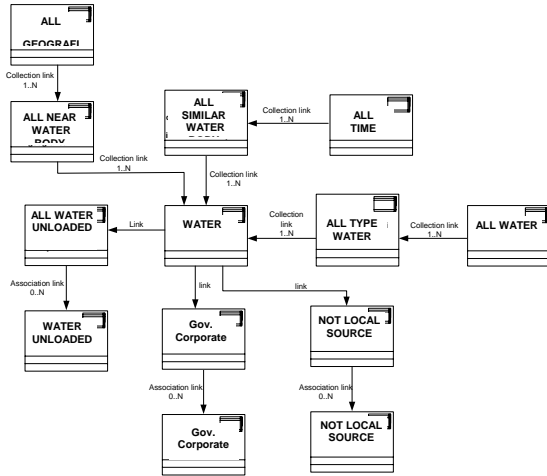 ALL
GEOGRAFI
Collection link
1..N
ALL NEAR
WATER
BODY
Collection link
1..N
ALL
SIMILAR
WATER
Collection link
1..N
ALL
TIME
Collection link
1..N
ALL WATER
UNLOADED
Link
WATER
Collection
link
1..N
ALL TYPE
WATER
Collection link
1..N
ALL WATER
Association link
0..N
link
link
WATER
UNLOADED
Gov.
Corporate
NOT LOCAL
SOURCE
Association link
0..N
Association link
0..N
Gov.
Corporate
NOT LOCAL
SOURCE